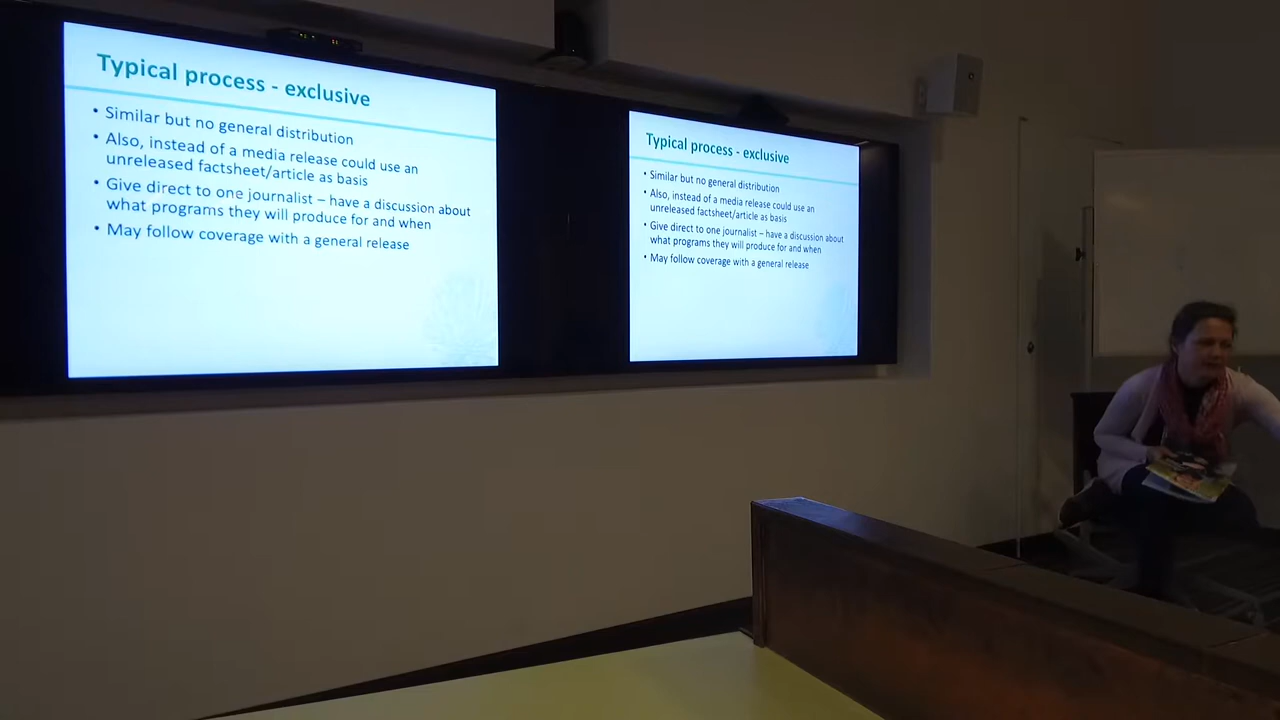 Typical process - exclusive
• Similar but no general distribution
• Also, instead of a media release could use an
unreleased factsheet/article as basis
• Give direct to one journalist – have a discussion about
what programs they will produce for and when
• May follow coverage with a general release
Typical process - exclusive
• Similar but no general distribution
• Also, instead of a media release could use an
unreleased factsheet/article as basis
• Give direct to one journalist – have a discussion about
what programs they will produce for and when
• May follow coverage with a general release